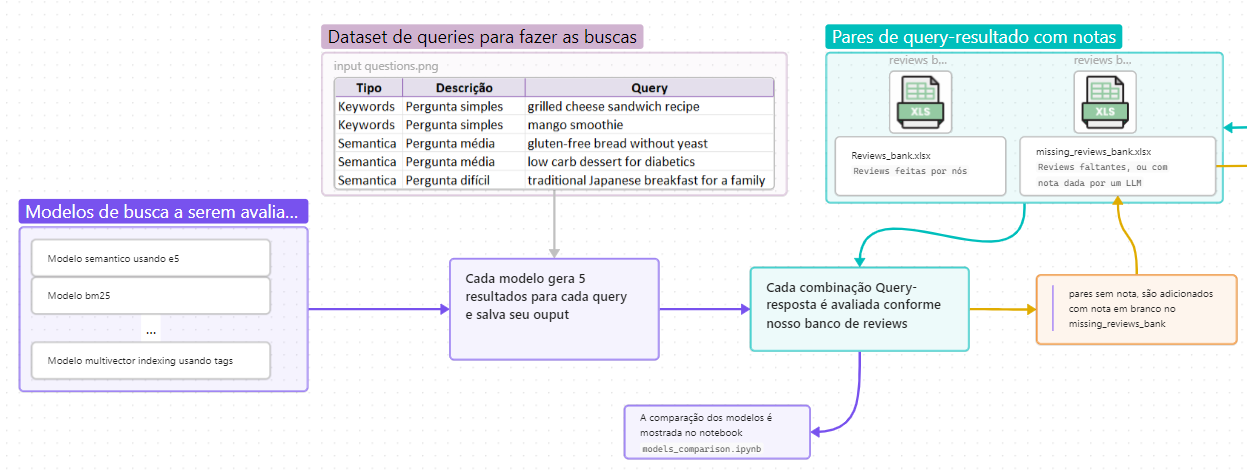 Dataset de queries para fazer as buscas
input questions.png
Tipo Descrição Query
Keywords Pergunta simples grilled cheese sandwich recipe
Keywords Pergunta simples mango smoothie
Semantica Pergunta média gluten-free bread without yeast
Semantica Pergunta média low carb dessert for diabetics
Semantica Pergunta difícil traditional Japanese breakfast for a family
Pares de query-resultado com notas
reviews b...
XLS
Reviews_bank.xlsx
Reviews feitas por nós
reviews b...
XLS
missing_reviews_bank.xlsx
Reviews faltantes, ou com
nota dada por um LLM
Modelos de busca a serem avalia...
Modelo semantico usando e5
Modelo bm25
...
Modelo multivector indexing usando tags
Cada modelo gera 5
resultados para cada query
e salva seu ouput
Cada combinação Query-
resposta é avaliada conforme
nosso banco de reviews
pares sem nota, são adicionados
com nota em branco no
missing_reviews_bank
A comparação dos modelos é
mostrada no notebook
models_comparison.ipynb